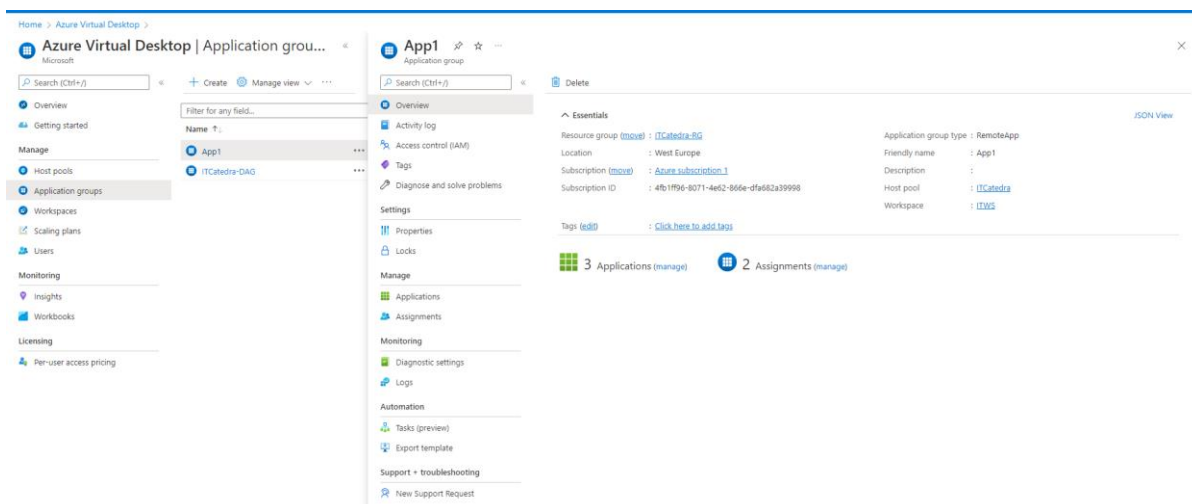 Home > Azure Virtual Desktop >
Azure Virtual Desktop | Application grou... «
Microsoft
Search (Ctrl+/) «
Overview
Getting started
Manage
Host pools
Application groups
Workspaces
Scaling plans
Users
Monitoring
Insights
Workbooks
Licensing
Per-user access pricing
+ Create Manage view ...
Filter for any field...
Name ↑↓
App1 ...
ITCatedra-DAG ...
App1 ...
Application group
Search (Ctrl+/) «
Overview
Activity log
Access control (IAM)
Tags
Diagnose and solve problems
Settings
Properties
Locks
Manage
Applications
Assignments
Monitoring
Diagnostic settings
Logs
Automation
Tasks (preview)
Export template
Support + troubleshooting
New Support Request
Delete
Essentials JSON View
Resource group (move) : ITCatedra-RG
Location : West Europe
Subscription (move) : Azure subscription 1
Subscription ID : 4fb1ff96-8071-4e62-866e-dfa682a39998
Tags (edit) : Click here to add tags
Application group type : RemoteApp
Friendly name : App1
Description :
Host pool : ITCatedra
Workspace : ITWS
3 Applications (manage) 2 Assignments (manage)